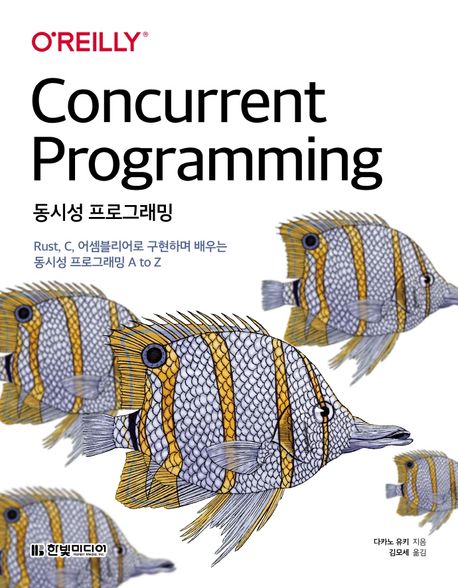 O'REILLY®
Concurrent
Programming
동시성 프로그래밍
Rust, C, 어셈블리어로 구현하며 배우는
동시성 프로그래밍 A to Z
다카노 유키 지음
김모세 옮김
한빛미디어